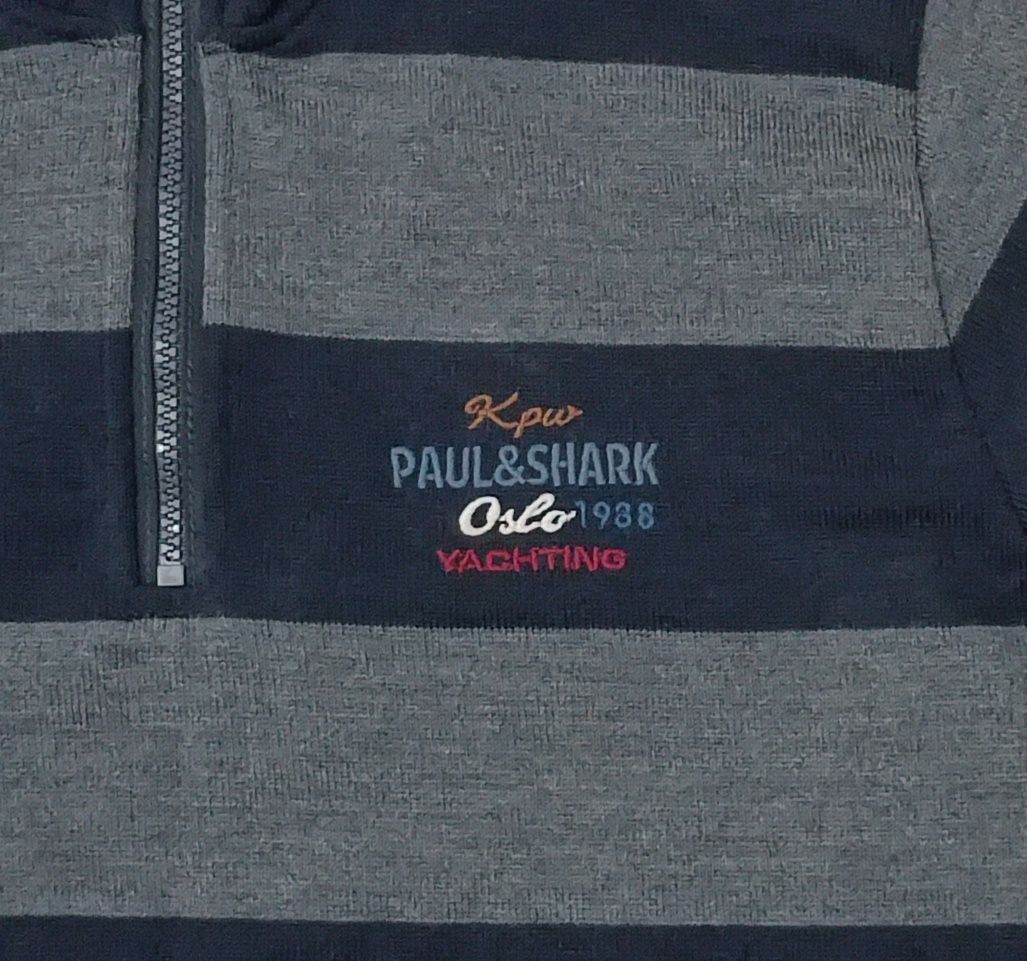 Kpw
PAUL&SHARK
Oslo 1988
YACHTING